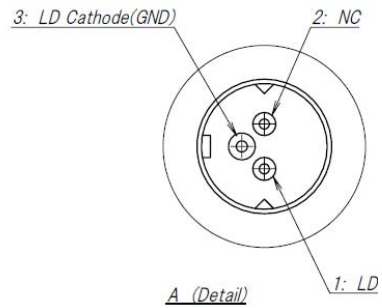 3: LD Cathode(GND)
2: NC
1: LD
A (Detail)